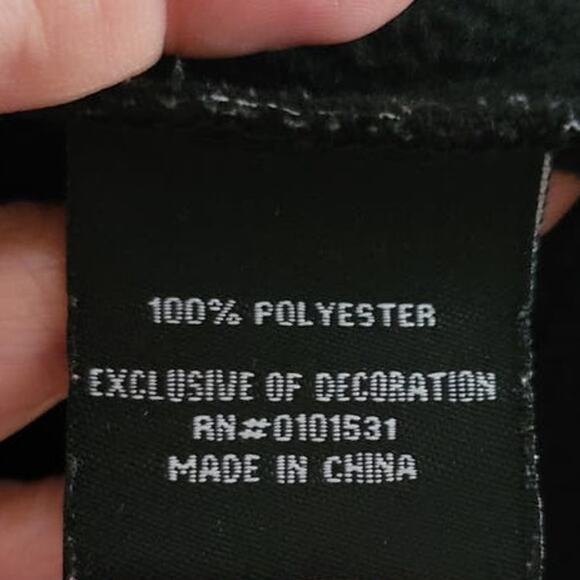 100% POLYESTER
EXCLUSIVE OF DECORATION
RN#0101531
MADE IN CHINA